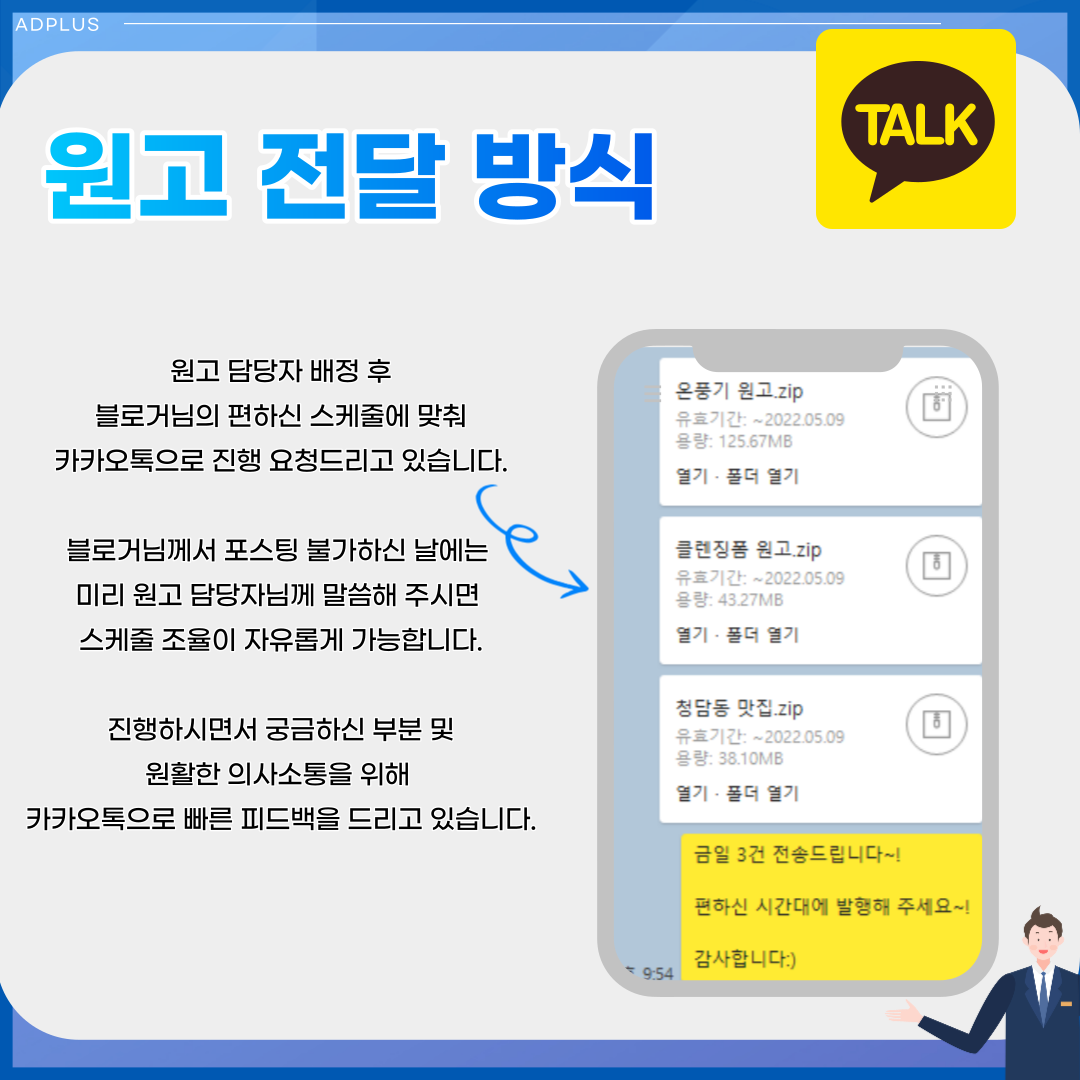 ADPLUS
TALK
원고 전달 방식
원고 담당자 배정 후
블로거님의 편하신 스케줄에 맞춰
카카오톡으로 진행 요청드리고 있습니다.
블로거님께서 포스팅 불가하신 날에는
미리 원고 담당자님께 말씀해 주시면
스케줄 조율이 자유롭게 가능합니다.
진행하시면서 궁금하신 부분 및
원활한 의사소통을 위해
카카오톡으로 빠른 피드백을 드리고 있습니다.
온풍기 원고.zip
유효기간: ~2022.05.09
용량: 125.67MB
열기 · 폴더 열기
클렌징폼 원고.zip
유효기간: ~2022.05.09
용량: 43.27MB
열기 · 폴더 열기
청담동 맛집.zip
유효기간: ~2022.05.09
용량: 38.10MB
열기 · 폴더 열기
금일 3건 전송드립니다~!
편하신 시간대에 발행해 주세요~!
감사합니다:)
9:54